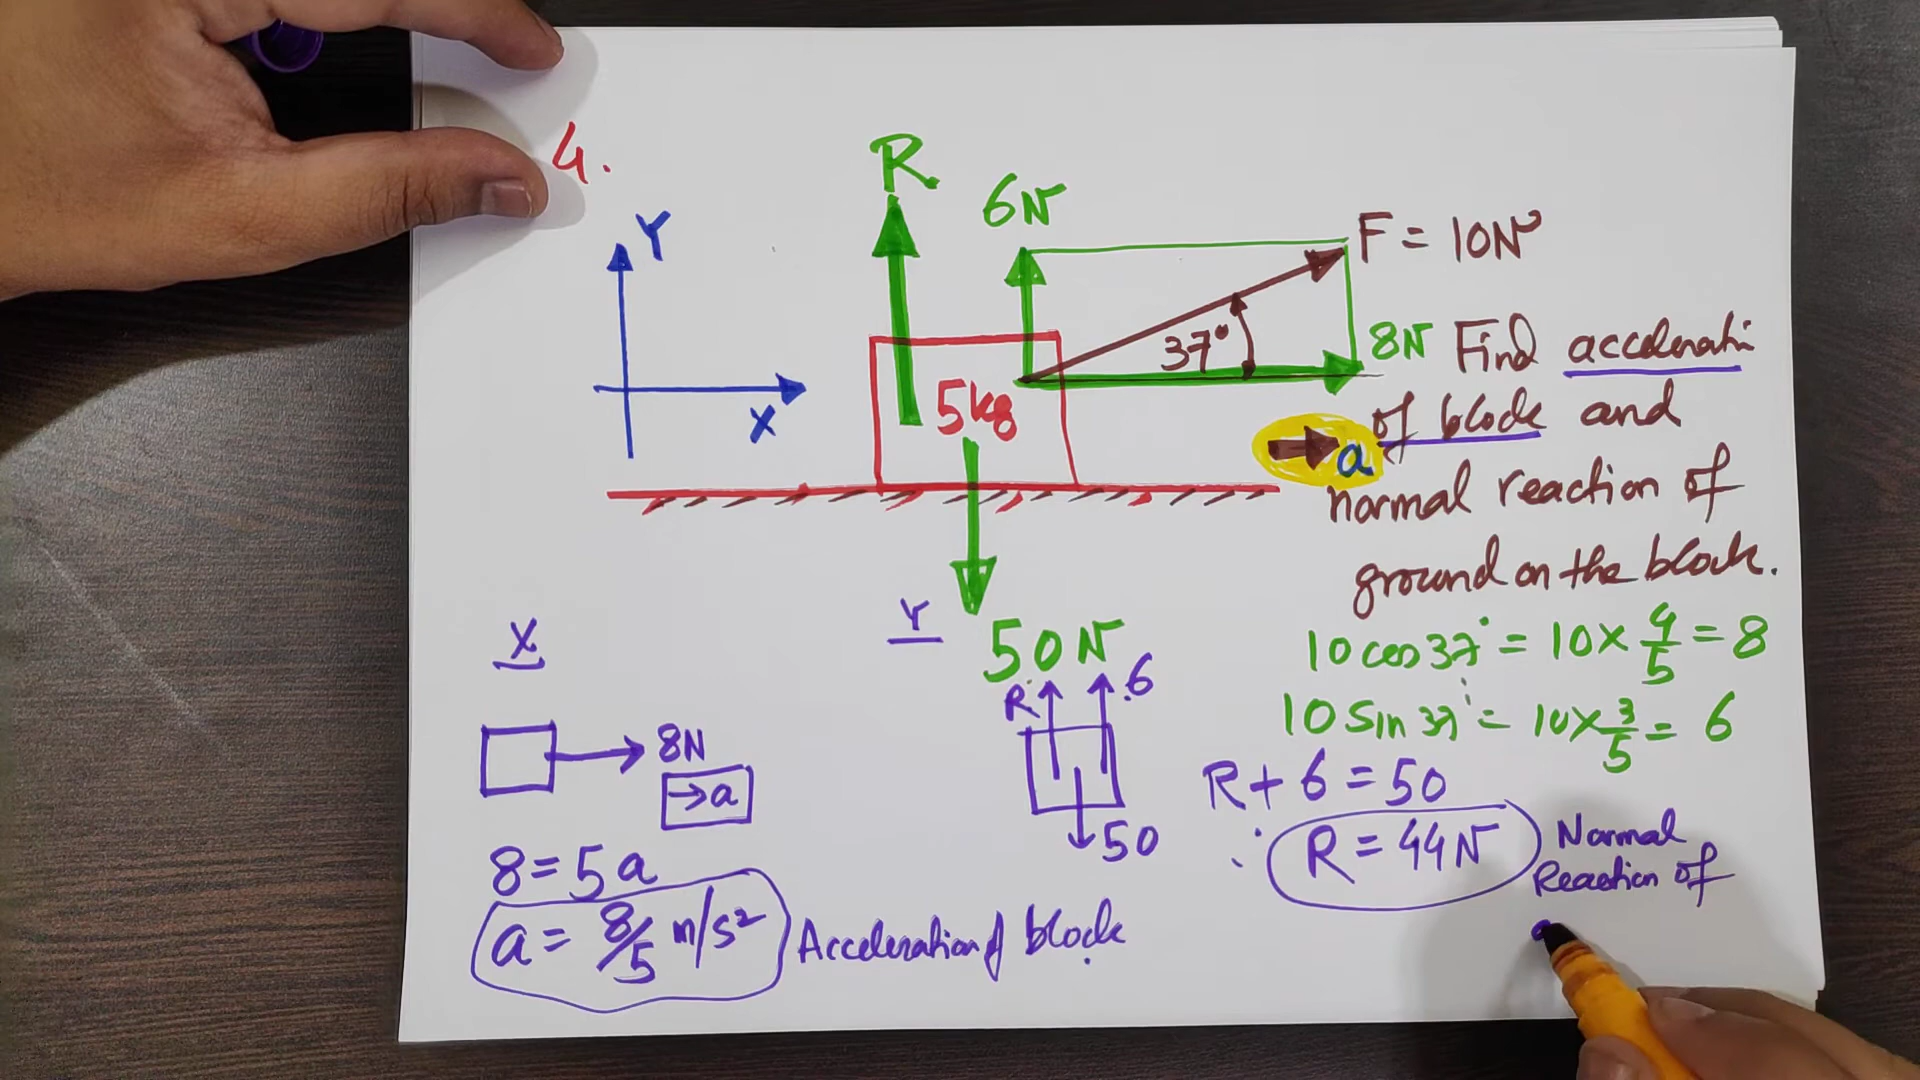 4.
Y
X
R
6N
F = 10N
37°
8N
5kg
50N
a
Find acceleratin
of block and
normal reaction of
ground on the block.
10 cos 37° = 10 × 4/5 = 8
10 sin 37° = 10 × 3/5 = 6
X
8N
→a
8 = 5a
a = 8/5 m/s²
Acceleration of block.
Y
R
6
50
R + 6 = 50
∴ R = 44N
Normal
Reaction of